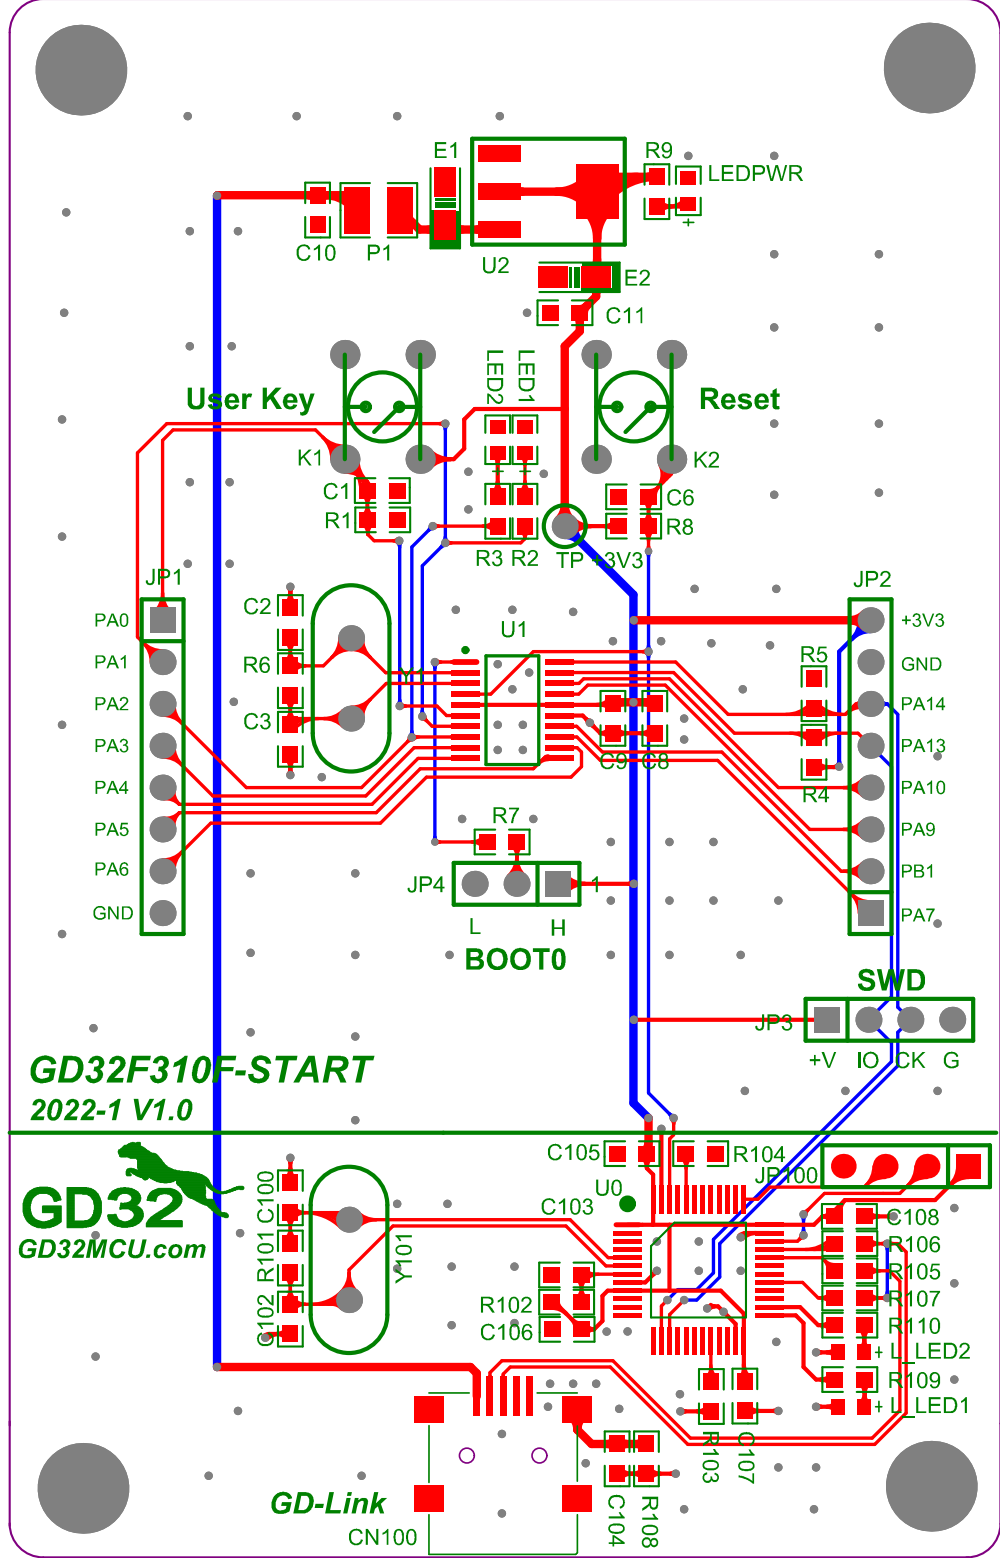 E1
R9
LEDPWR
+
C10
P1
U2
E2
C11
LED2
LED1
User Key
Reset
K1
K2
C1
C6
R1
R8
R3
R2
TP
+3V3
JP1
JP2
C2
U1
PA0
+3V3
PA1
R6
R5
GND
PA2
Y1
PA14
C3
PA3
PA13
C9
C8
PA4
R4
PA10
PA5
R7
PA9
PA6
JP4
1
PB1
GND
L
H
PA7
BOOT0
SWD
JP3
+V
IO
CK
G
GD32F310F-START
2022-1 V1.0
C105
R104
JP100
GD32
GD32MCU.com
C100
R101
C102
Y101
U0
C103
C108
R106
R105
R102
R107
C106
R110
+
L_LED2
R109
+
L_LED1
R103
C107
GD-Link
CN100
C104
R108